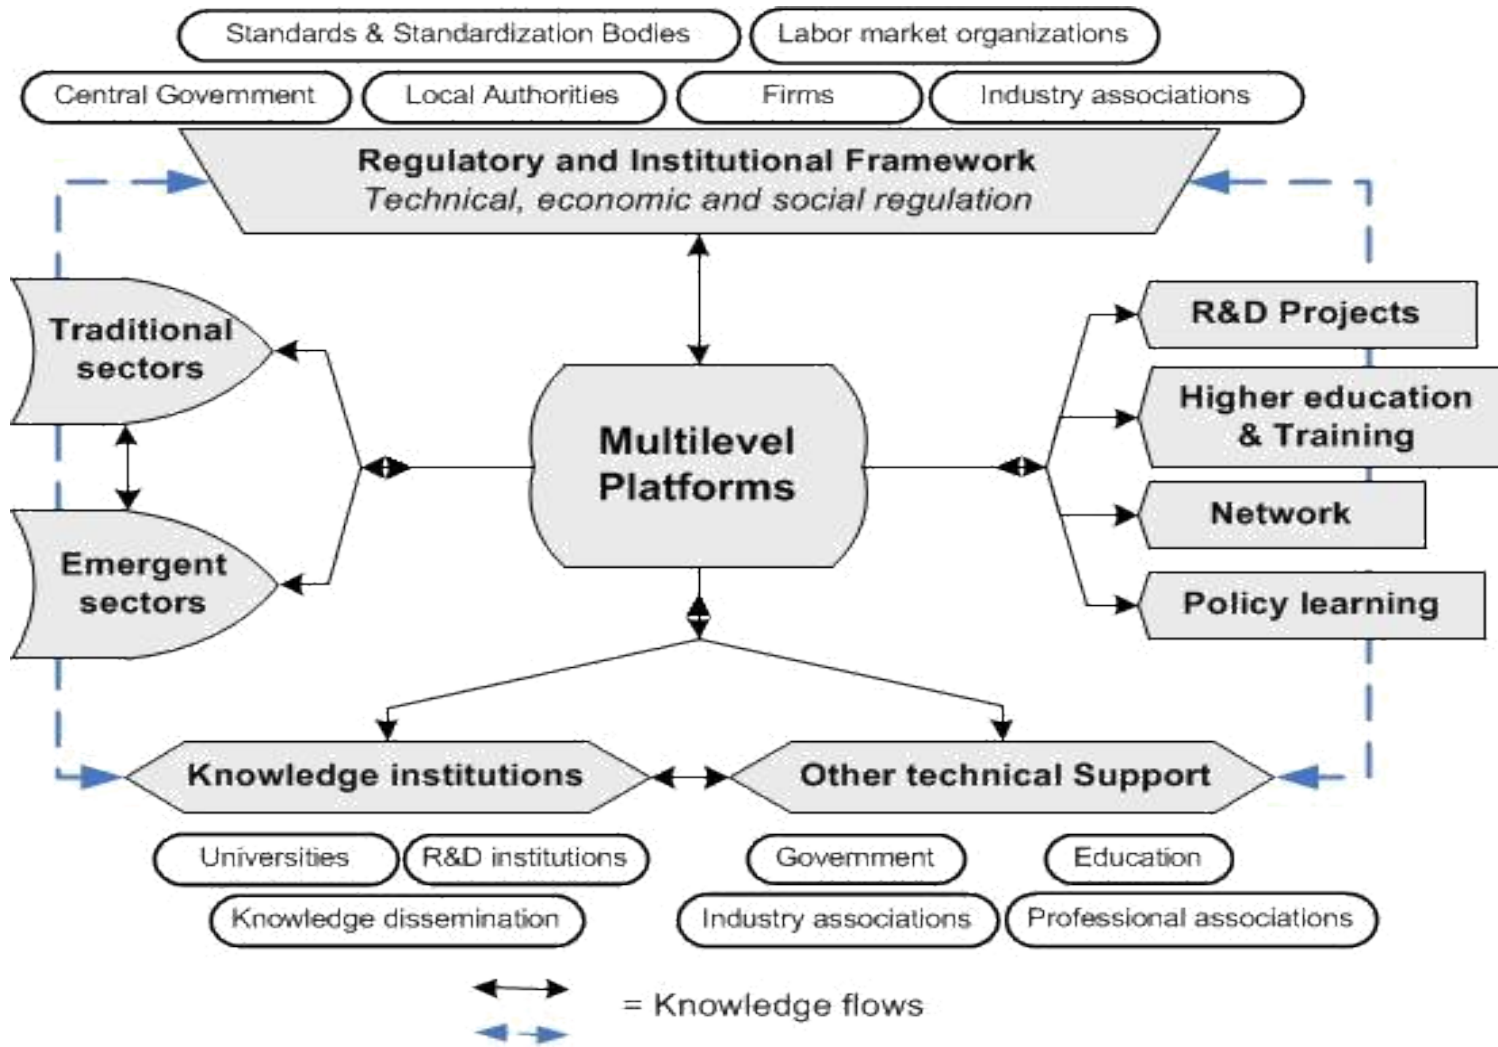 Standards & Standardization Bodies
Labor market organizations
Central Government
Local Authorities
Firms
Industry associations
Regulatory and Institutional Framework
Technical, economic and social regulation
Traditional
sectors
Emergent
sectors
Multilevel
Platforms
R&D Projects
Higher education
& Training
Network
Policy learning
Knowledge institutions
Other technical Support
Universities
R&D institutions
Knowledge dissemination
Government
Education
Industry associations
Professional associations
= Knowledge flows